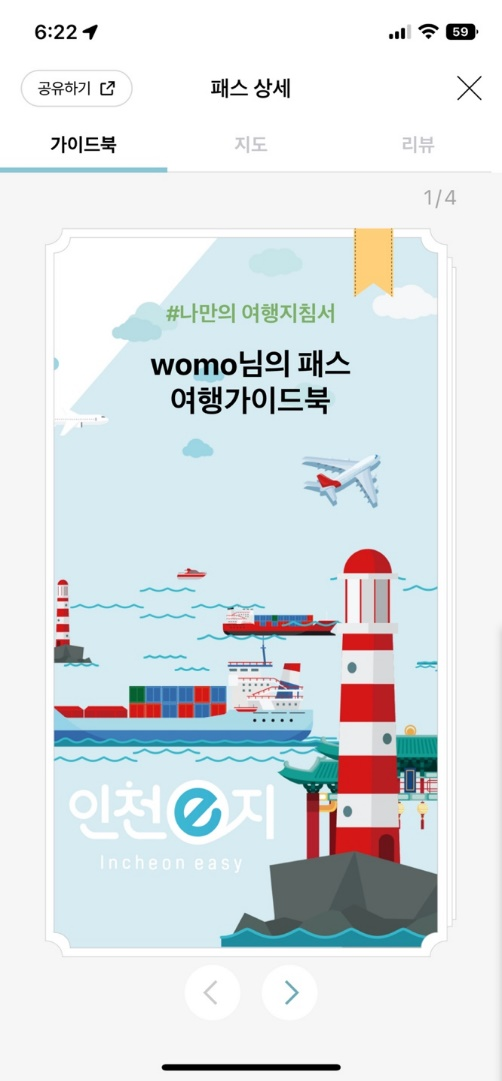 6:22
59
공유하기
패스 상세
가이드북
지도
리뷰
1/4
#나만의 여행지침서
womo님의 패스
여행가이드북
인천e지
Incheon easy